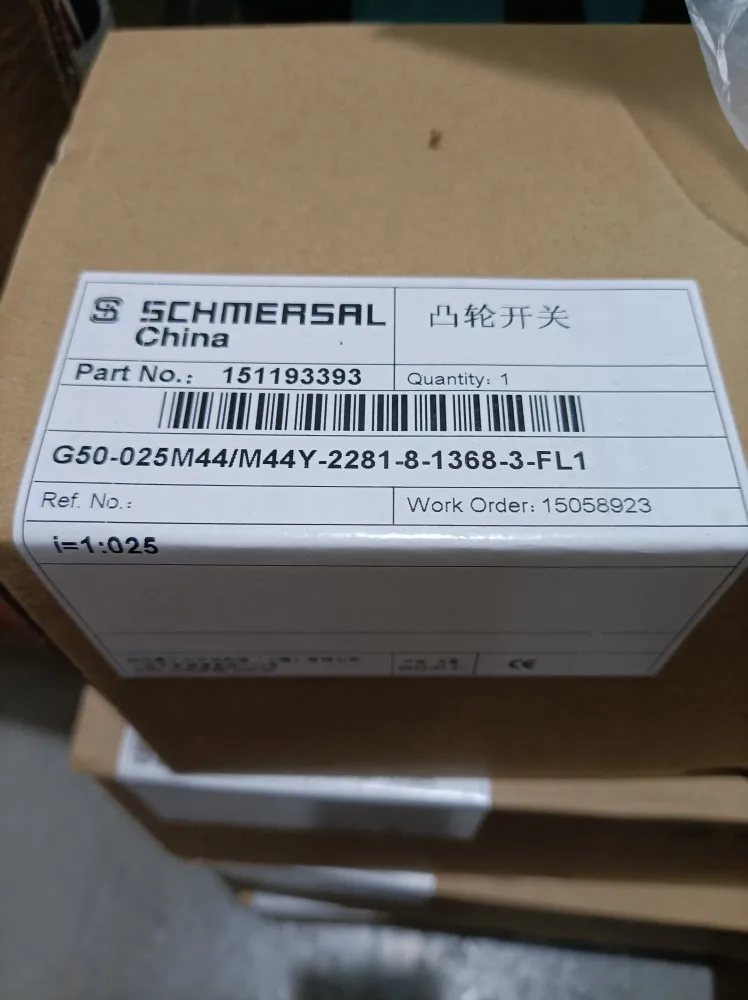 SCHMERSAL
China
凸轮开关
Part No.: 151193393
Quantity: 1
G50-025M44/M44Y-2281-8-1368-3-FL1
Ref. No.:
Work Order: 15058923
i=1:025
CE